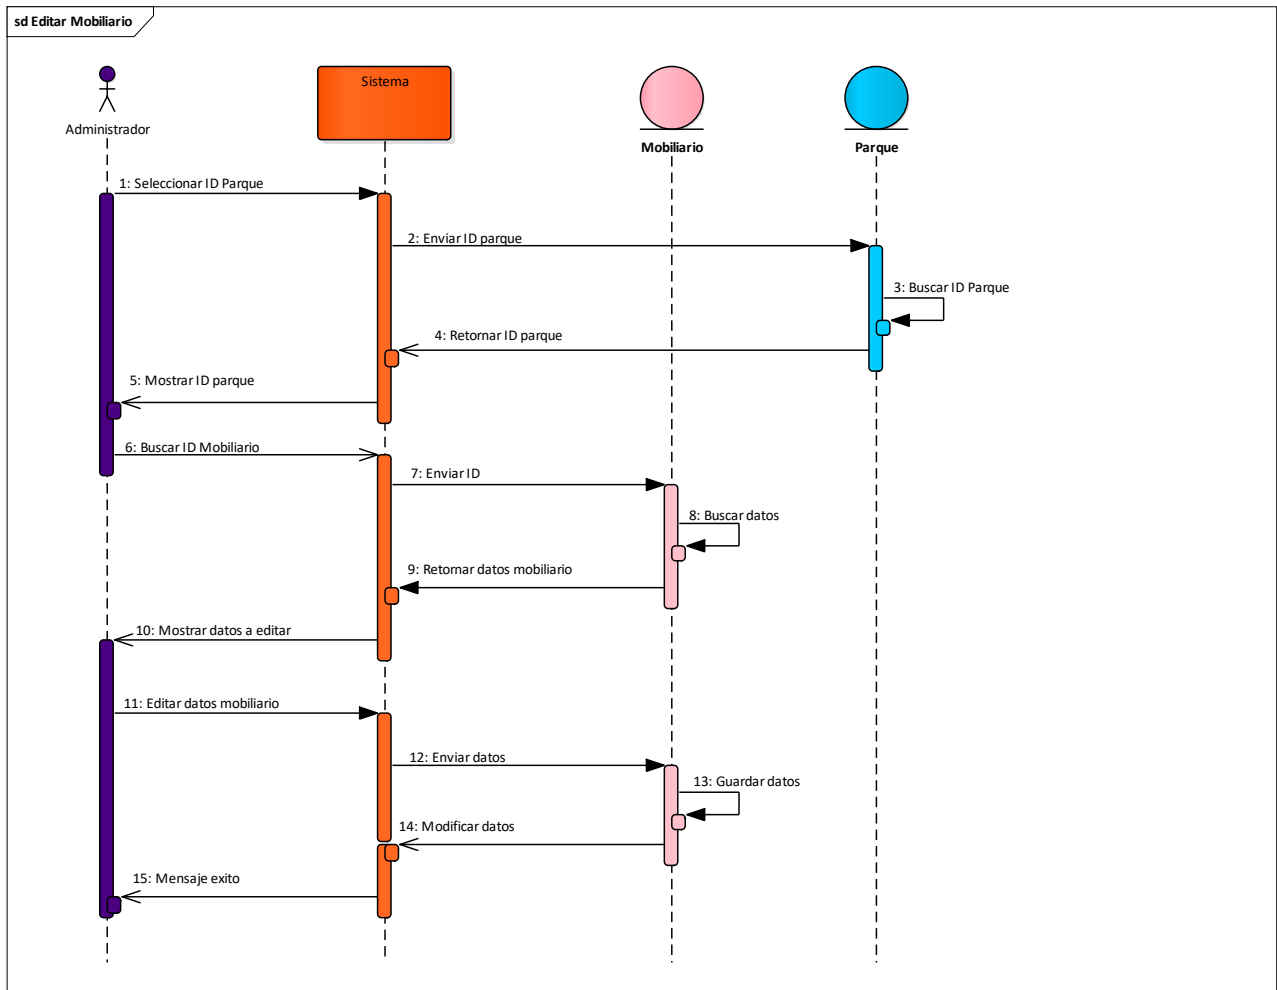 sd Editar Mobiliario
Administrador
Sistema
Mobiliario
Parque
1: Seleccionar ID Parque
2: Enviar ID parque
3: Buscar ID Parque
4: Retornar ID parque
5: Mostrar ID parque
6: Buscar ID Mobiliario
7: Enviar ID
8: Buscar datos
9: Retornar datos mobiliario
10: Mostrar datos a editar
11: Editar datos mobiliario
12: Enviar datos
13: Guardar datos
14: Modificar datos
15: Mensaje exito